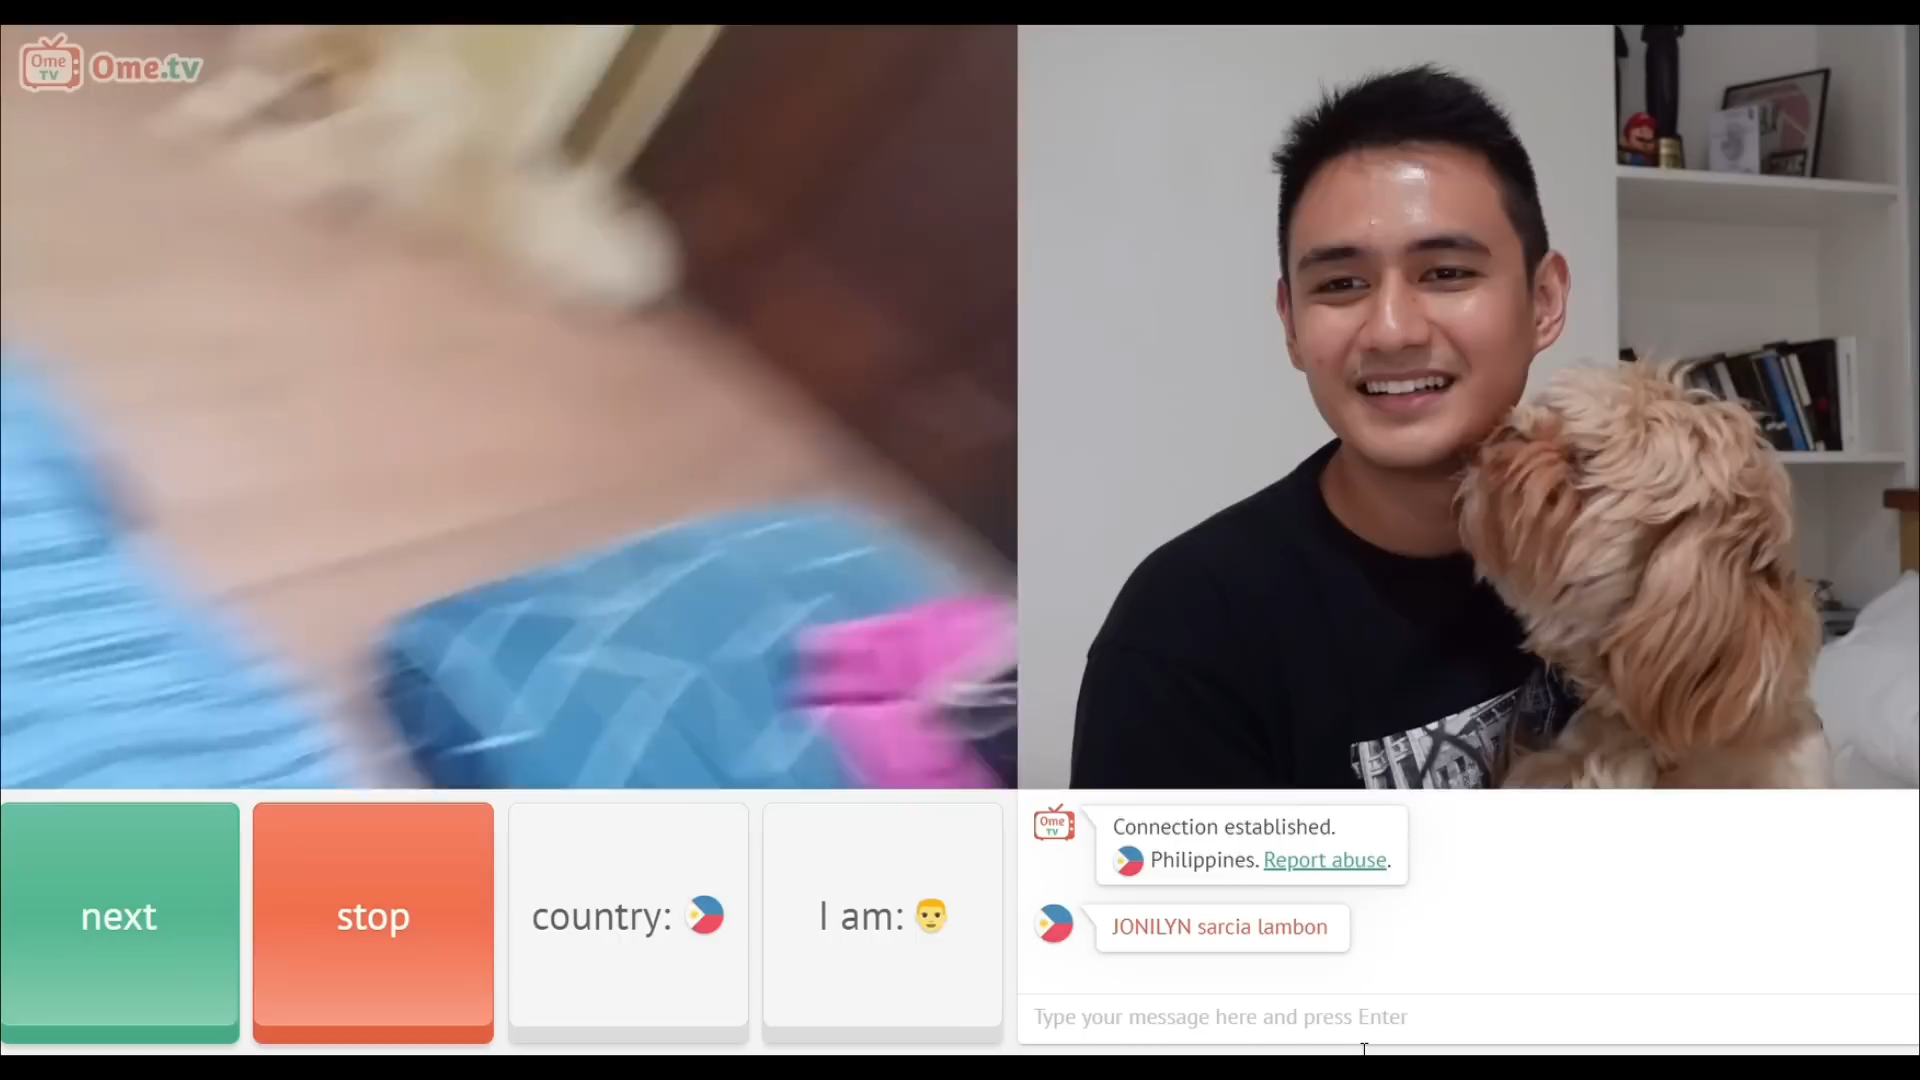 Ome TV Ome.tv
next
stop
country:
I am:
Ome TV
Connection established.
Philippines. Report abuse.
JONILYN sarcia lambon
Type your message here and press Enter